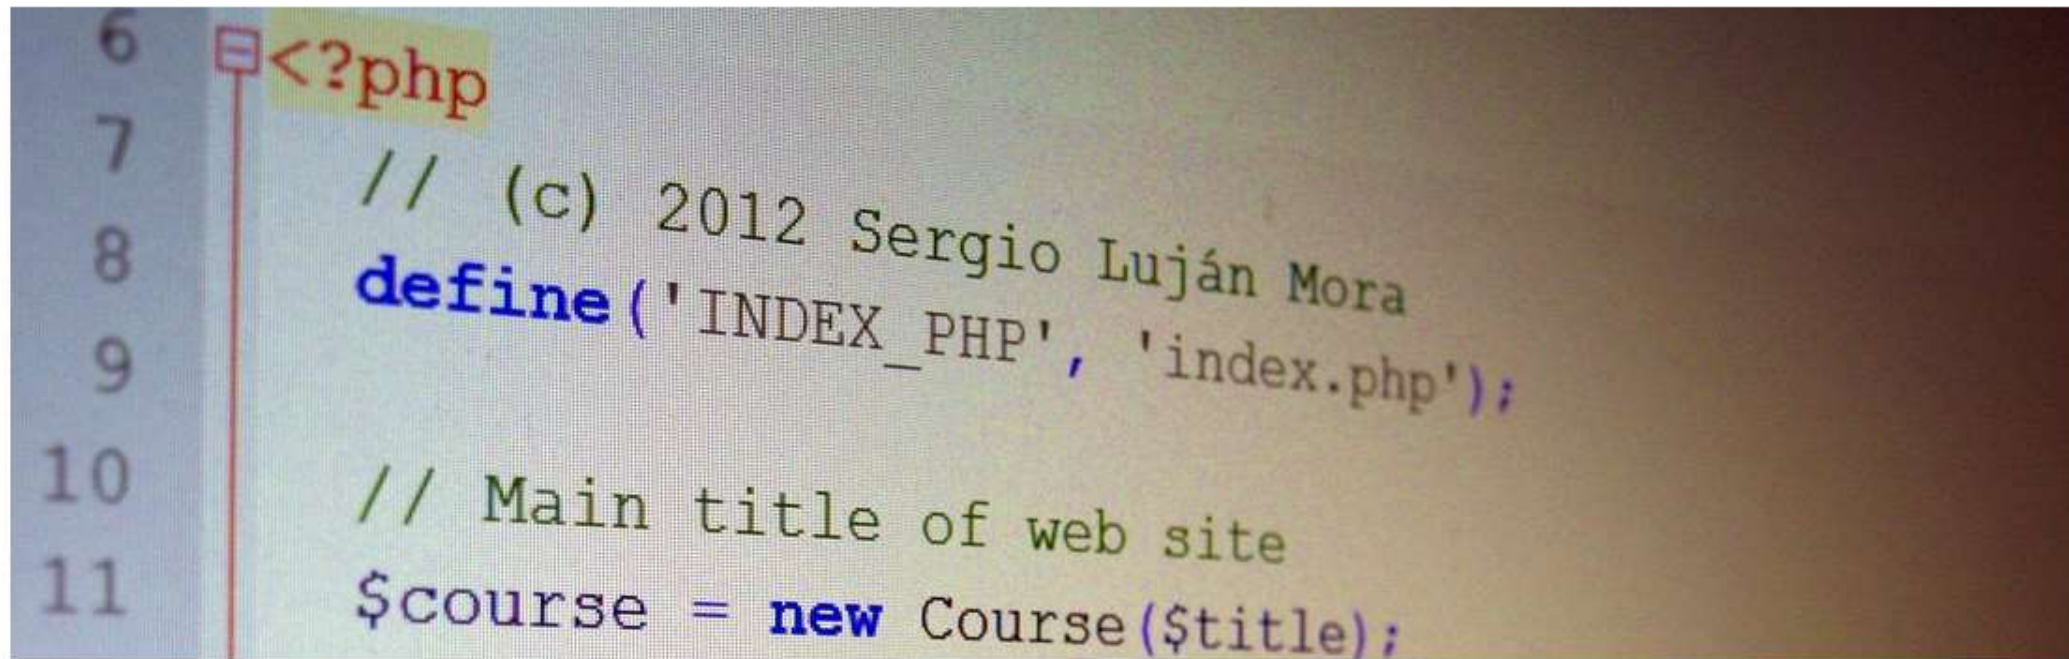 6 <?php
7 // (c) 2012 Sergio Luján Mora
8 define('INDEX_PHP', 'index.php');
9
10 // Main title of web site
11 $course = new Course($title);